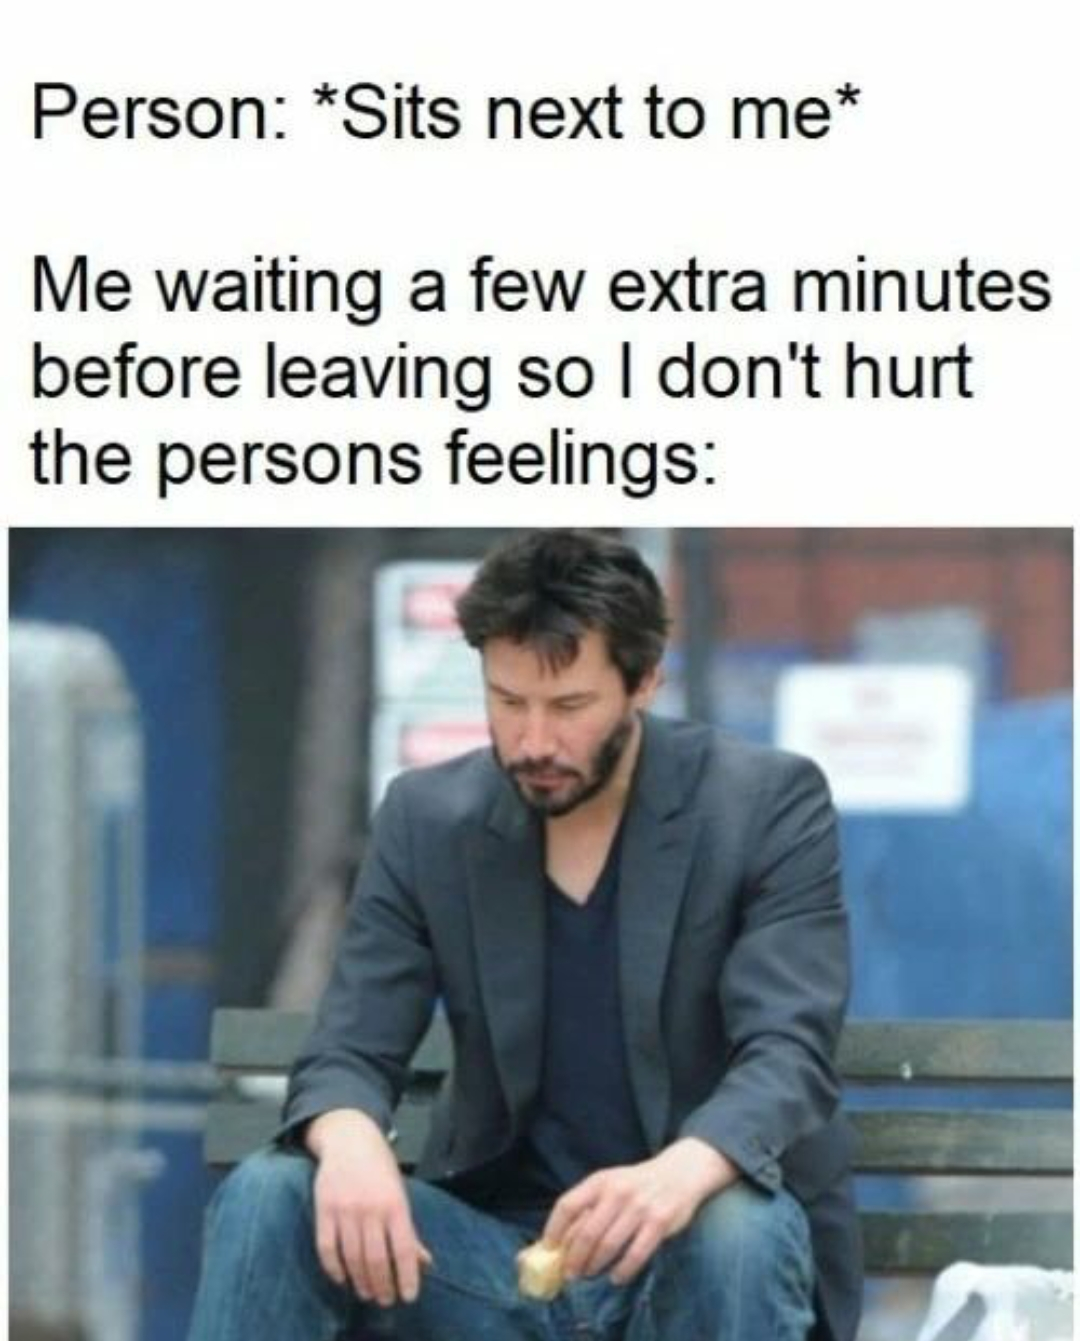 Person: *Sits next to me*
Me waiting a few extra minutes
before leaving so I don't hurt
the persons feelings: